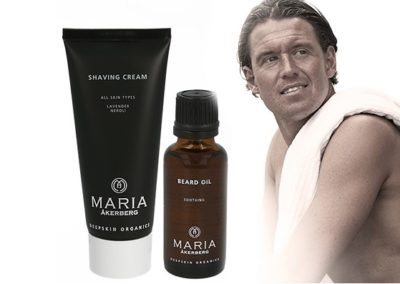 SHAVING CREAM
ALL SKIN TYPES
LAVENDER
NEROLI
MARIA
ÅKERBERG
DEEPSKIN ORGANICS
BEARD OIL
SOOTHING
MARIA
ÅKERBERG
DEEPSKIN ORGANICS